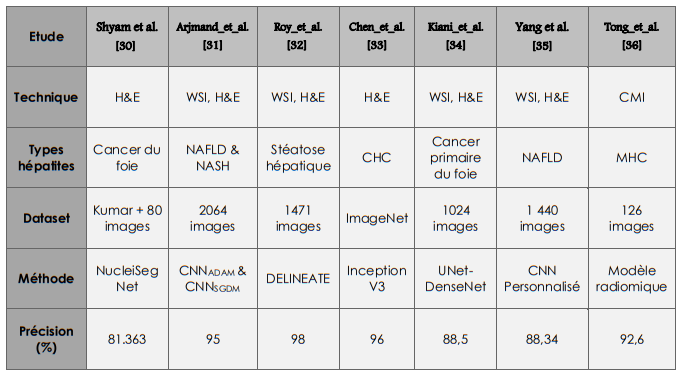 Etude Shyam et al. [30] Arjmand_et_al. [31] Roy_et_al. [32] Chen_et_al. [33] Kiani_et_al. [34] Yang et al. [35] Tong_et_al. [36]
Technique H&E WSI, H&E WSI, H&E H&E WSI, H&E WSI, H&E CMI
Types hépatites Cancer du foie NAFLD & NASH Stéatose hépatique CHC Cancer primaire du foie NAFLD MHC
Dataset Kumar + 80 images 2064 images 1471 images ImageNet 1024 images 1 440 images 126 images
Méthode NucleiSeg Net CNNADAM & CNNSGDM DELINEATE Inception V3 UNet-DenseNet CNN Personnalisé Modèle radiomique
Précision (%) 81.363 95 98 96 88,5 88,34 92,6